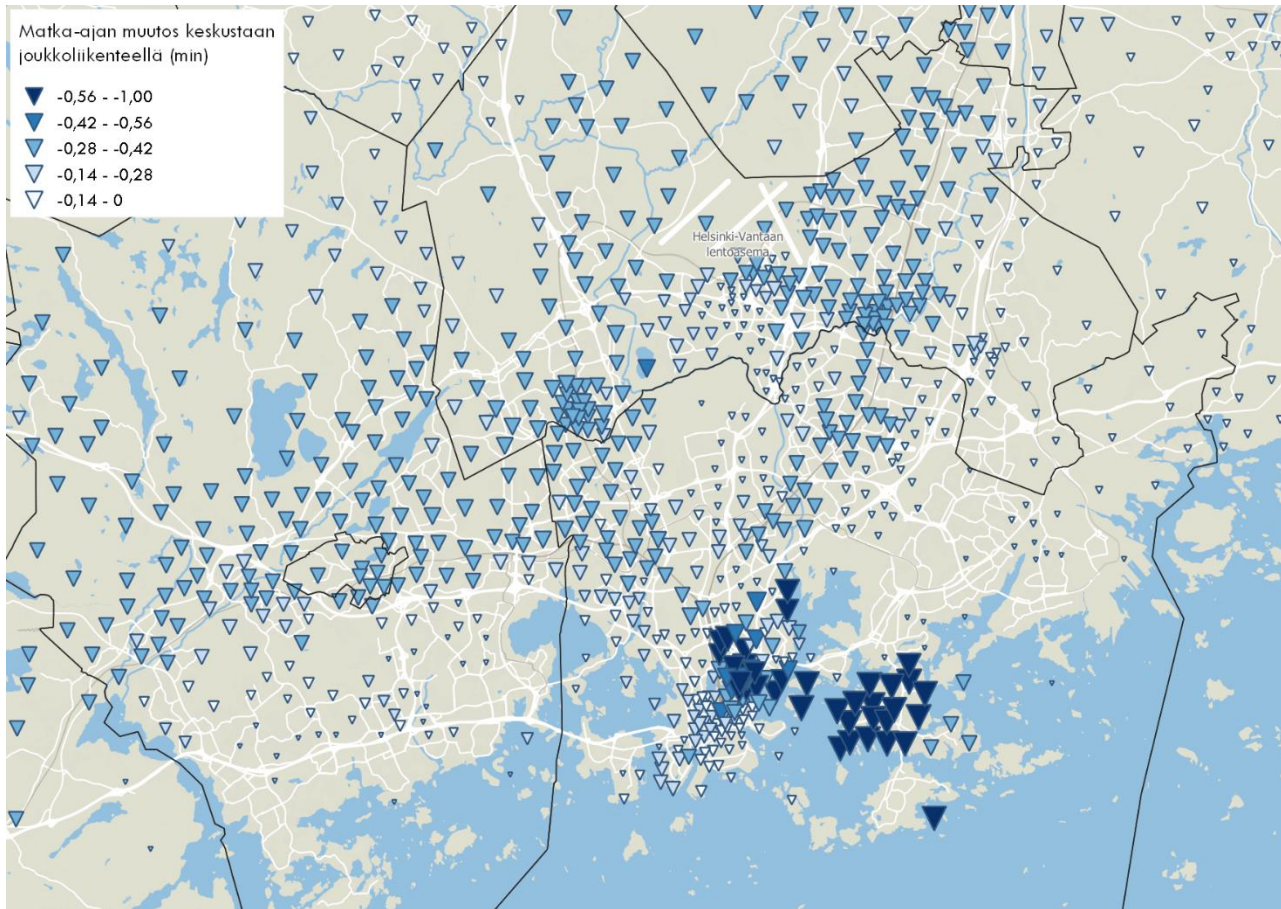 Matka-ajan muutos keskustaan
joukkoliikenteellä (min)
-0,56 - -1,00
-0,42 - -0,56
-0,28 - -0,42
-0,14 - -0,28
-0,14 - 0
Helsinki-Vantaan
lentoasema